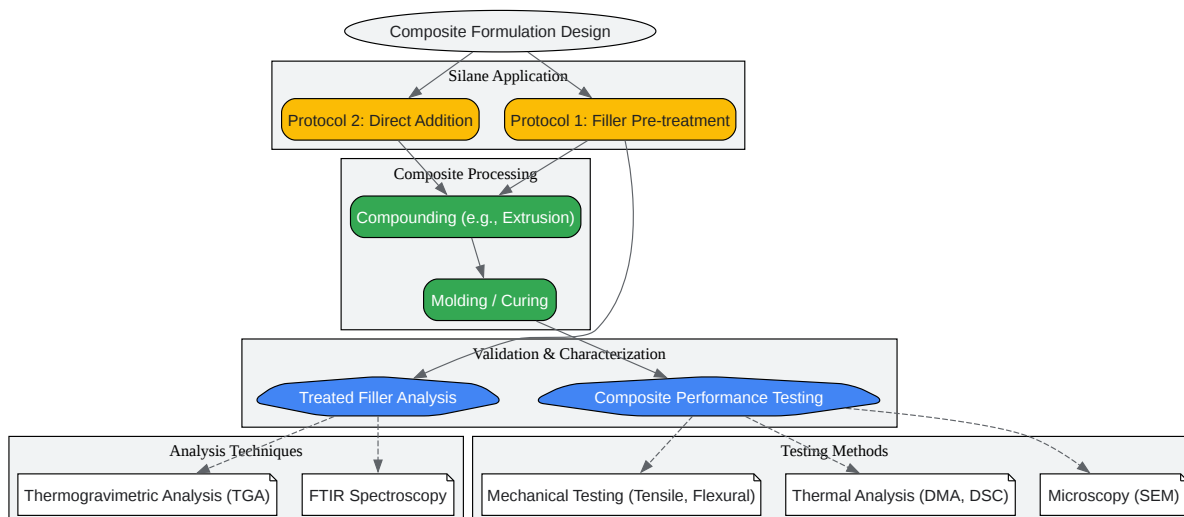 Composite Formulation Design
Silane Application
Protocol 2: Direct Addition
Protocol 1: Filler Pre-treatment
Composite Processing
Compounding (e.g., Extrusion)
Molding / Curing
Validation & Characterization
Treated Filler Analysis
Composite Performance Testing
Analysis Techniques
Thermogravimetric Analysis (TGA)
FTIR Spectroscopy
Testing Methods
Mechanical Testing (Tensile, Flexural)
Thermal Analysis (DMA, DSC)
Microscopy (SEM)